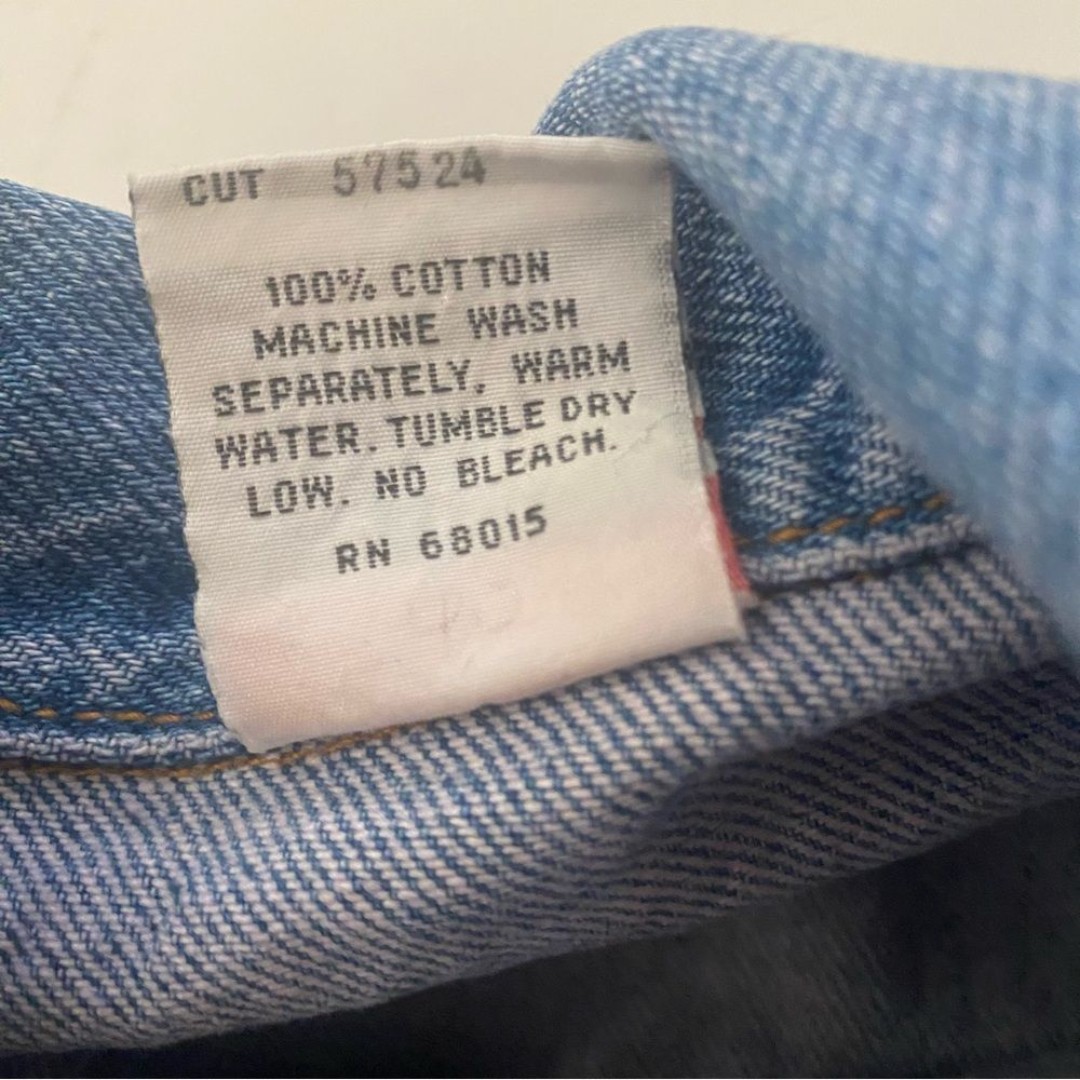 CUT 57524
100% COTTON
MACHINE WASH
SEPARATELY, WARM
WATER. TUMBLE DRY
LOW. NO BLEACH.
RN 68015